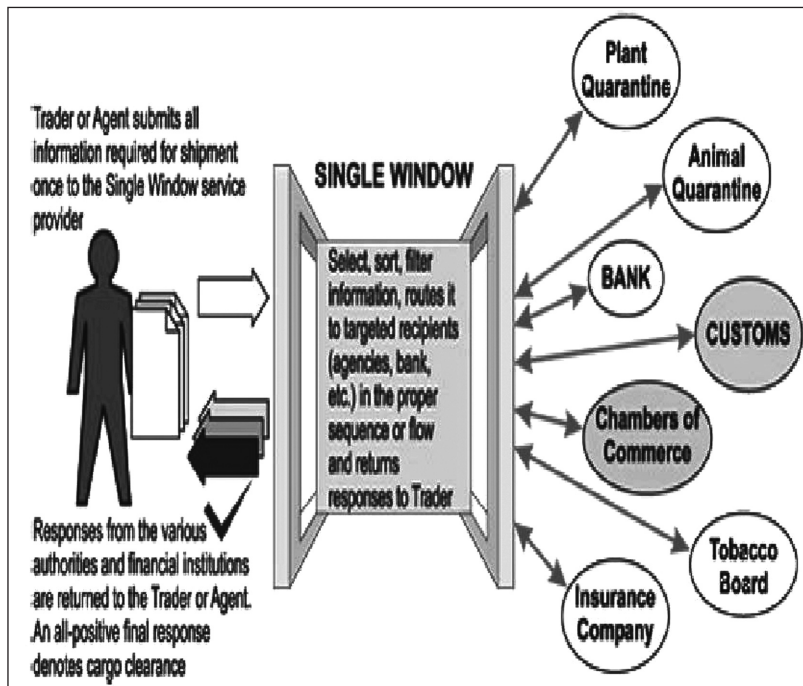 Trader or Agent submits all
information required for shipment
once to the Single Window service
provider
SINGLE WINDOW
Select, sort, filter
information, routes it
to targeted recipients
(agencies, bank,
etc.) in the proper
sequence or flow
and returns
responses to Trader
Responses from the various
authorities and financial institutions
are returned to the Trader or Agent.
An all-positive final response
denotes cargo clearance
Plant
Quarantine
Animal
Quarantine
BANK
CUSTOMS
Chambers of
Commerce
Tobacco
Board
Insurance
Company